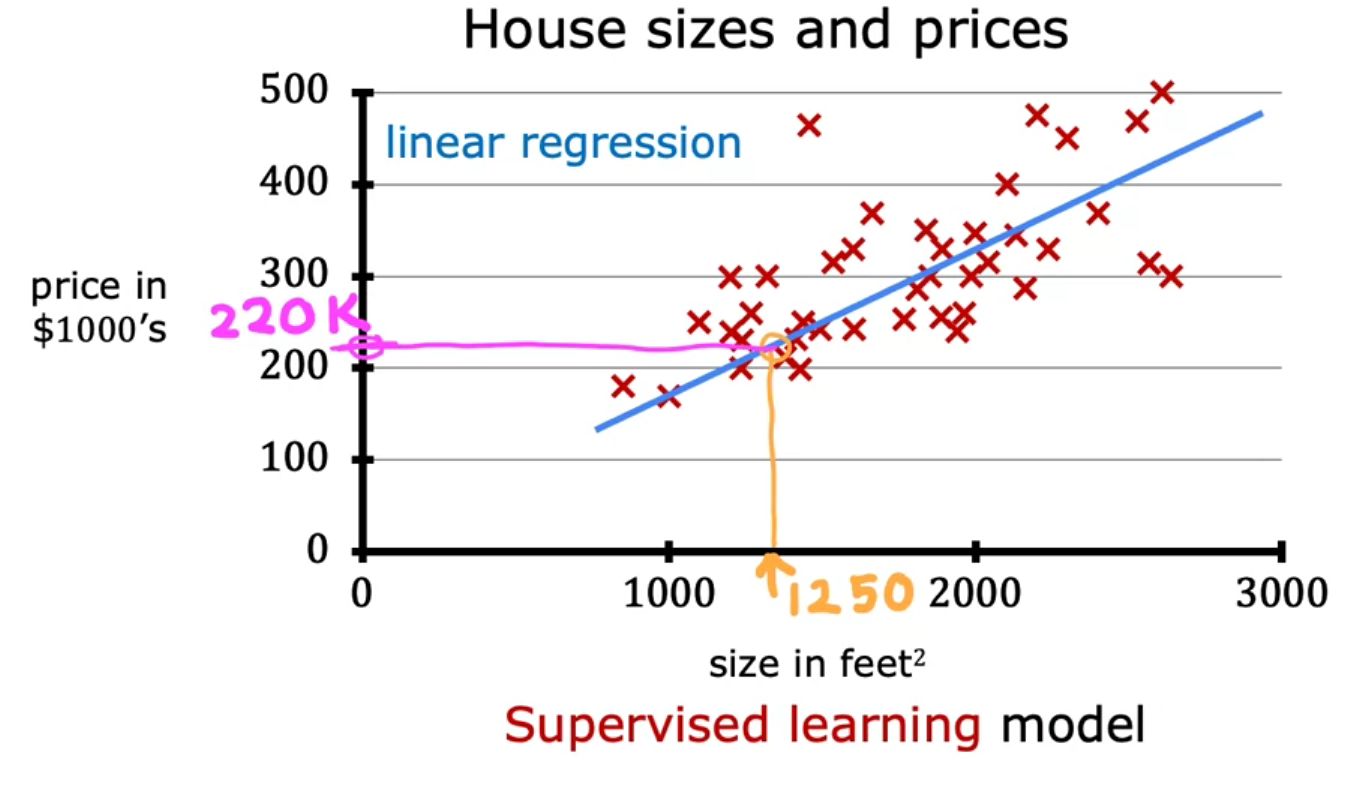 House sizes and prices
500
linear regression
400
300
price in
$1000’s
220K
200
100
0
0 1000 1250 2000 3000
size in feet²
Supervised learning model